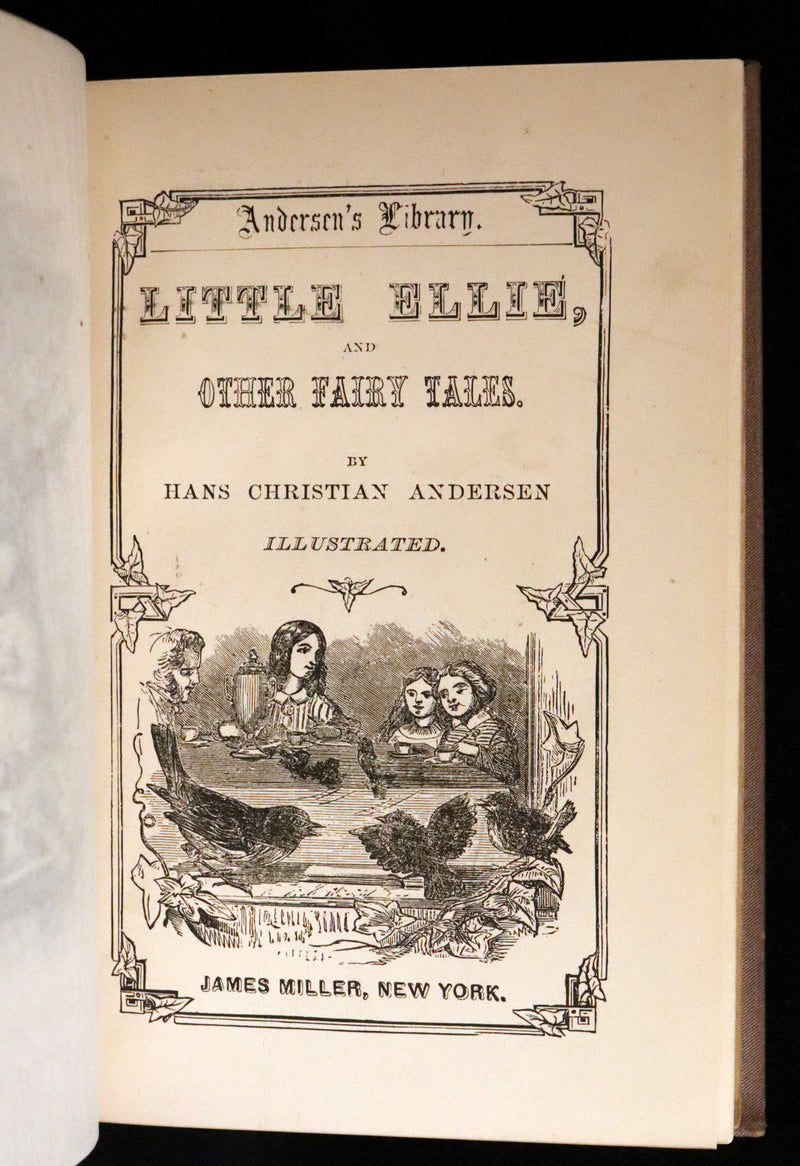 Andersen's Library.
LITTLE ELLIE,
AND
OTHER FAIRY TALES.
BY
HANS CHRISTIAN ANDERSEN
ILLUSTRATED.
JAMES MILLER, NEW YORK.